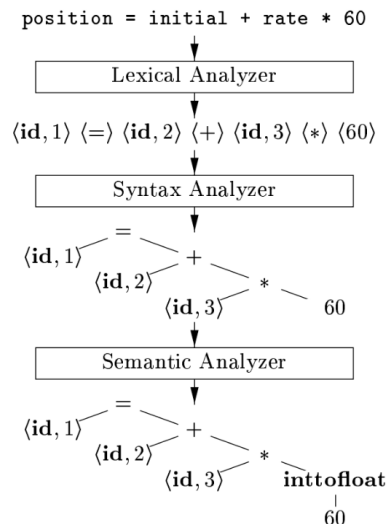 position = initial + rate * 60
Lexical Analyzer
⟨id, 1⟩ ⟨=⟩ ⟨id, 2⟩ ⟨+⟩ ⟨id, 3⟩ ⟨*⟩ ⟨60⟩
Syntax Analyzer
=
⟨id, 1⟩ +
⟨id, 2⟩ *
⟨id, 3⟩ 60
Semantic Analyzer
=
⟨id, 1⟩ +
⟨id, 2⟩ *
⟨id, 3⟩ inttofloat
60